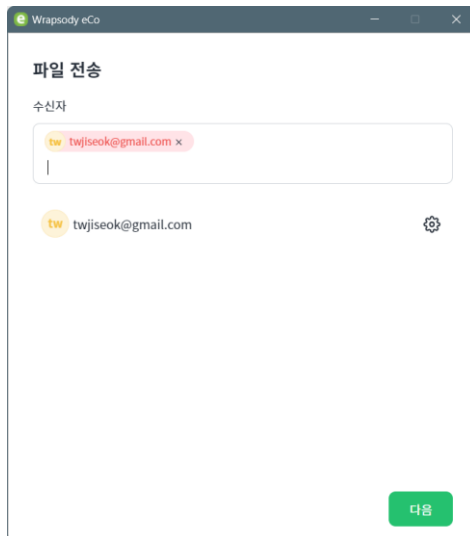 e Wrapsody eCo
파일 전송
수신자
tw twjiseok@gmail.com ×
tw twjiseok@gmail.com
다음